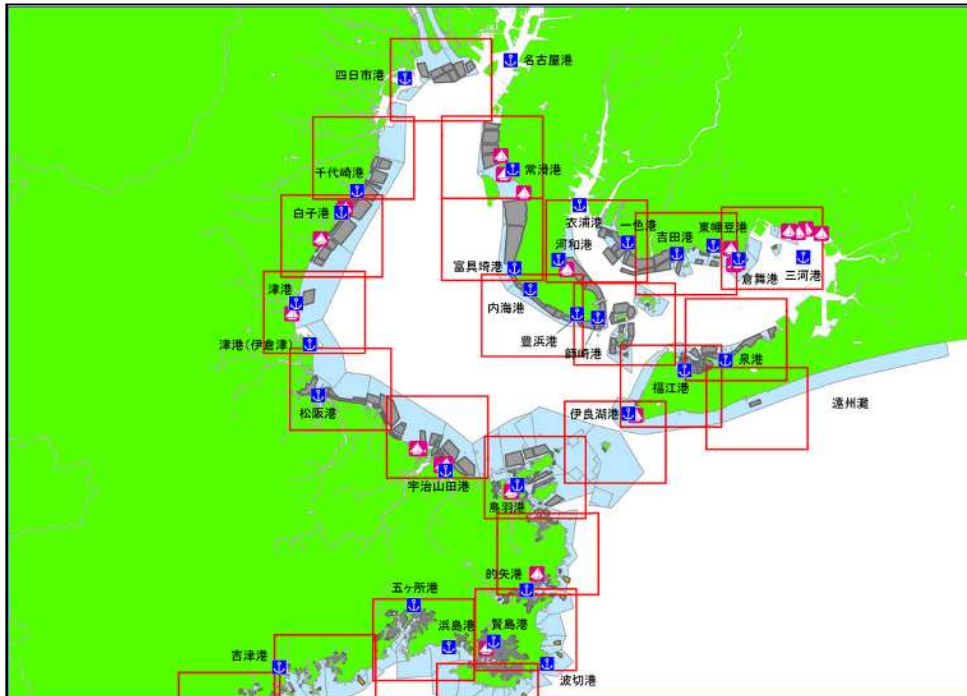 名古屋港
四日市港
千代崎港
常滑港
白子港
衣浦港
一色港
東幡豆港
河和港
吉田港
倉舞港
三河港
富具埼港
津港
内海港
豊浜港
師崎港
津港(伊倉津)
泉港
福江港
松阪港
伊良湖港
遠州灘
宇治山田港
鳥羽港
的矢港
五ヶ所港
浜島港
賢島港
吉津港
波切港